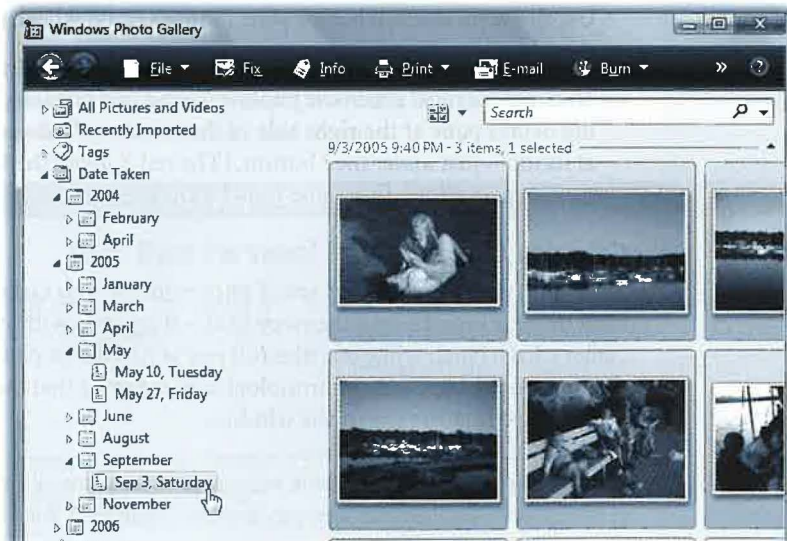 Windows Photo Gallery
File Fix Info Print E-mail Burn »
All Pictures and Videos
Recently Imported
Tags
Date Taken
2004
February
April
2005
January
March
April
May
May 10, Tuesday
May 27, Friday
June
August
September
Sep 3, Saturday
November
2006
Search
9/3/2005 9:40 PM - 3 items, 1 selected